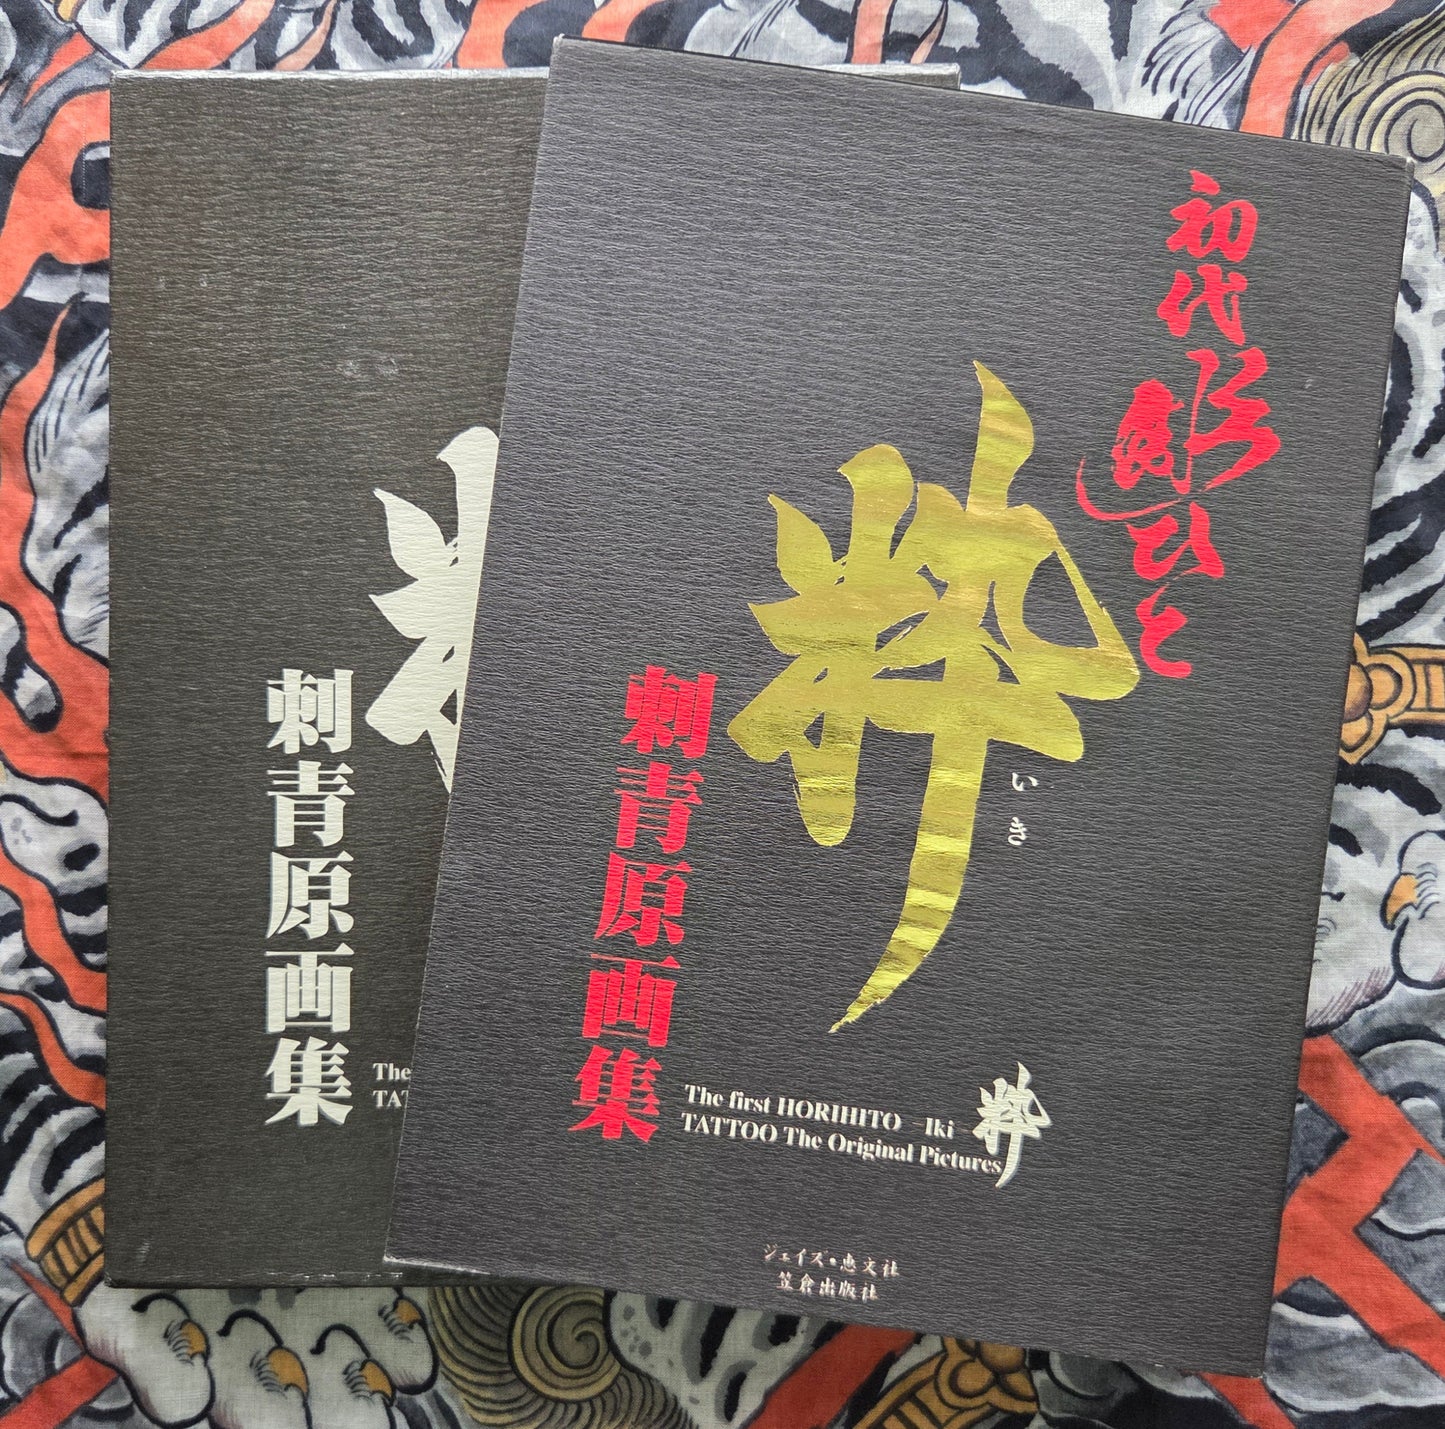 初代彫ひと
粋
いき
刺青原画集
The first HORIHITO Iki 粋
TATTOO The Original Pictures
ジェイズ・恵文社
笠倉出版社
刺青原画集
The
TAT